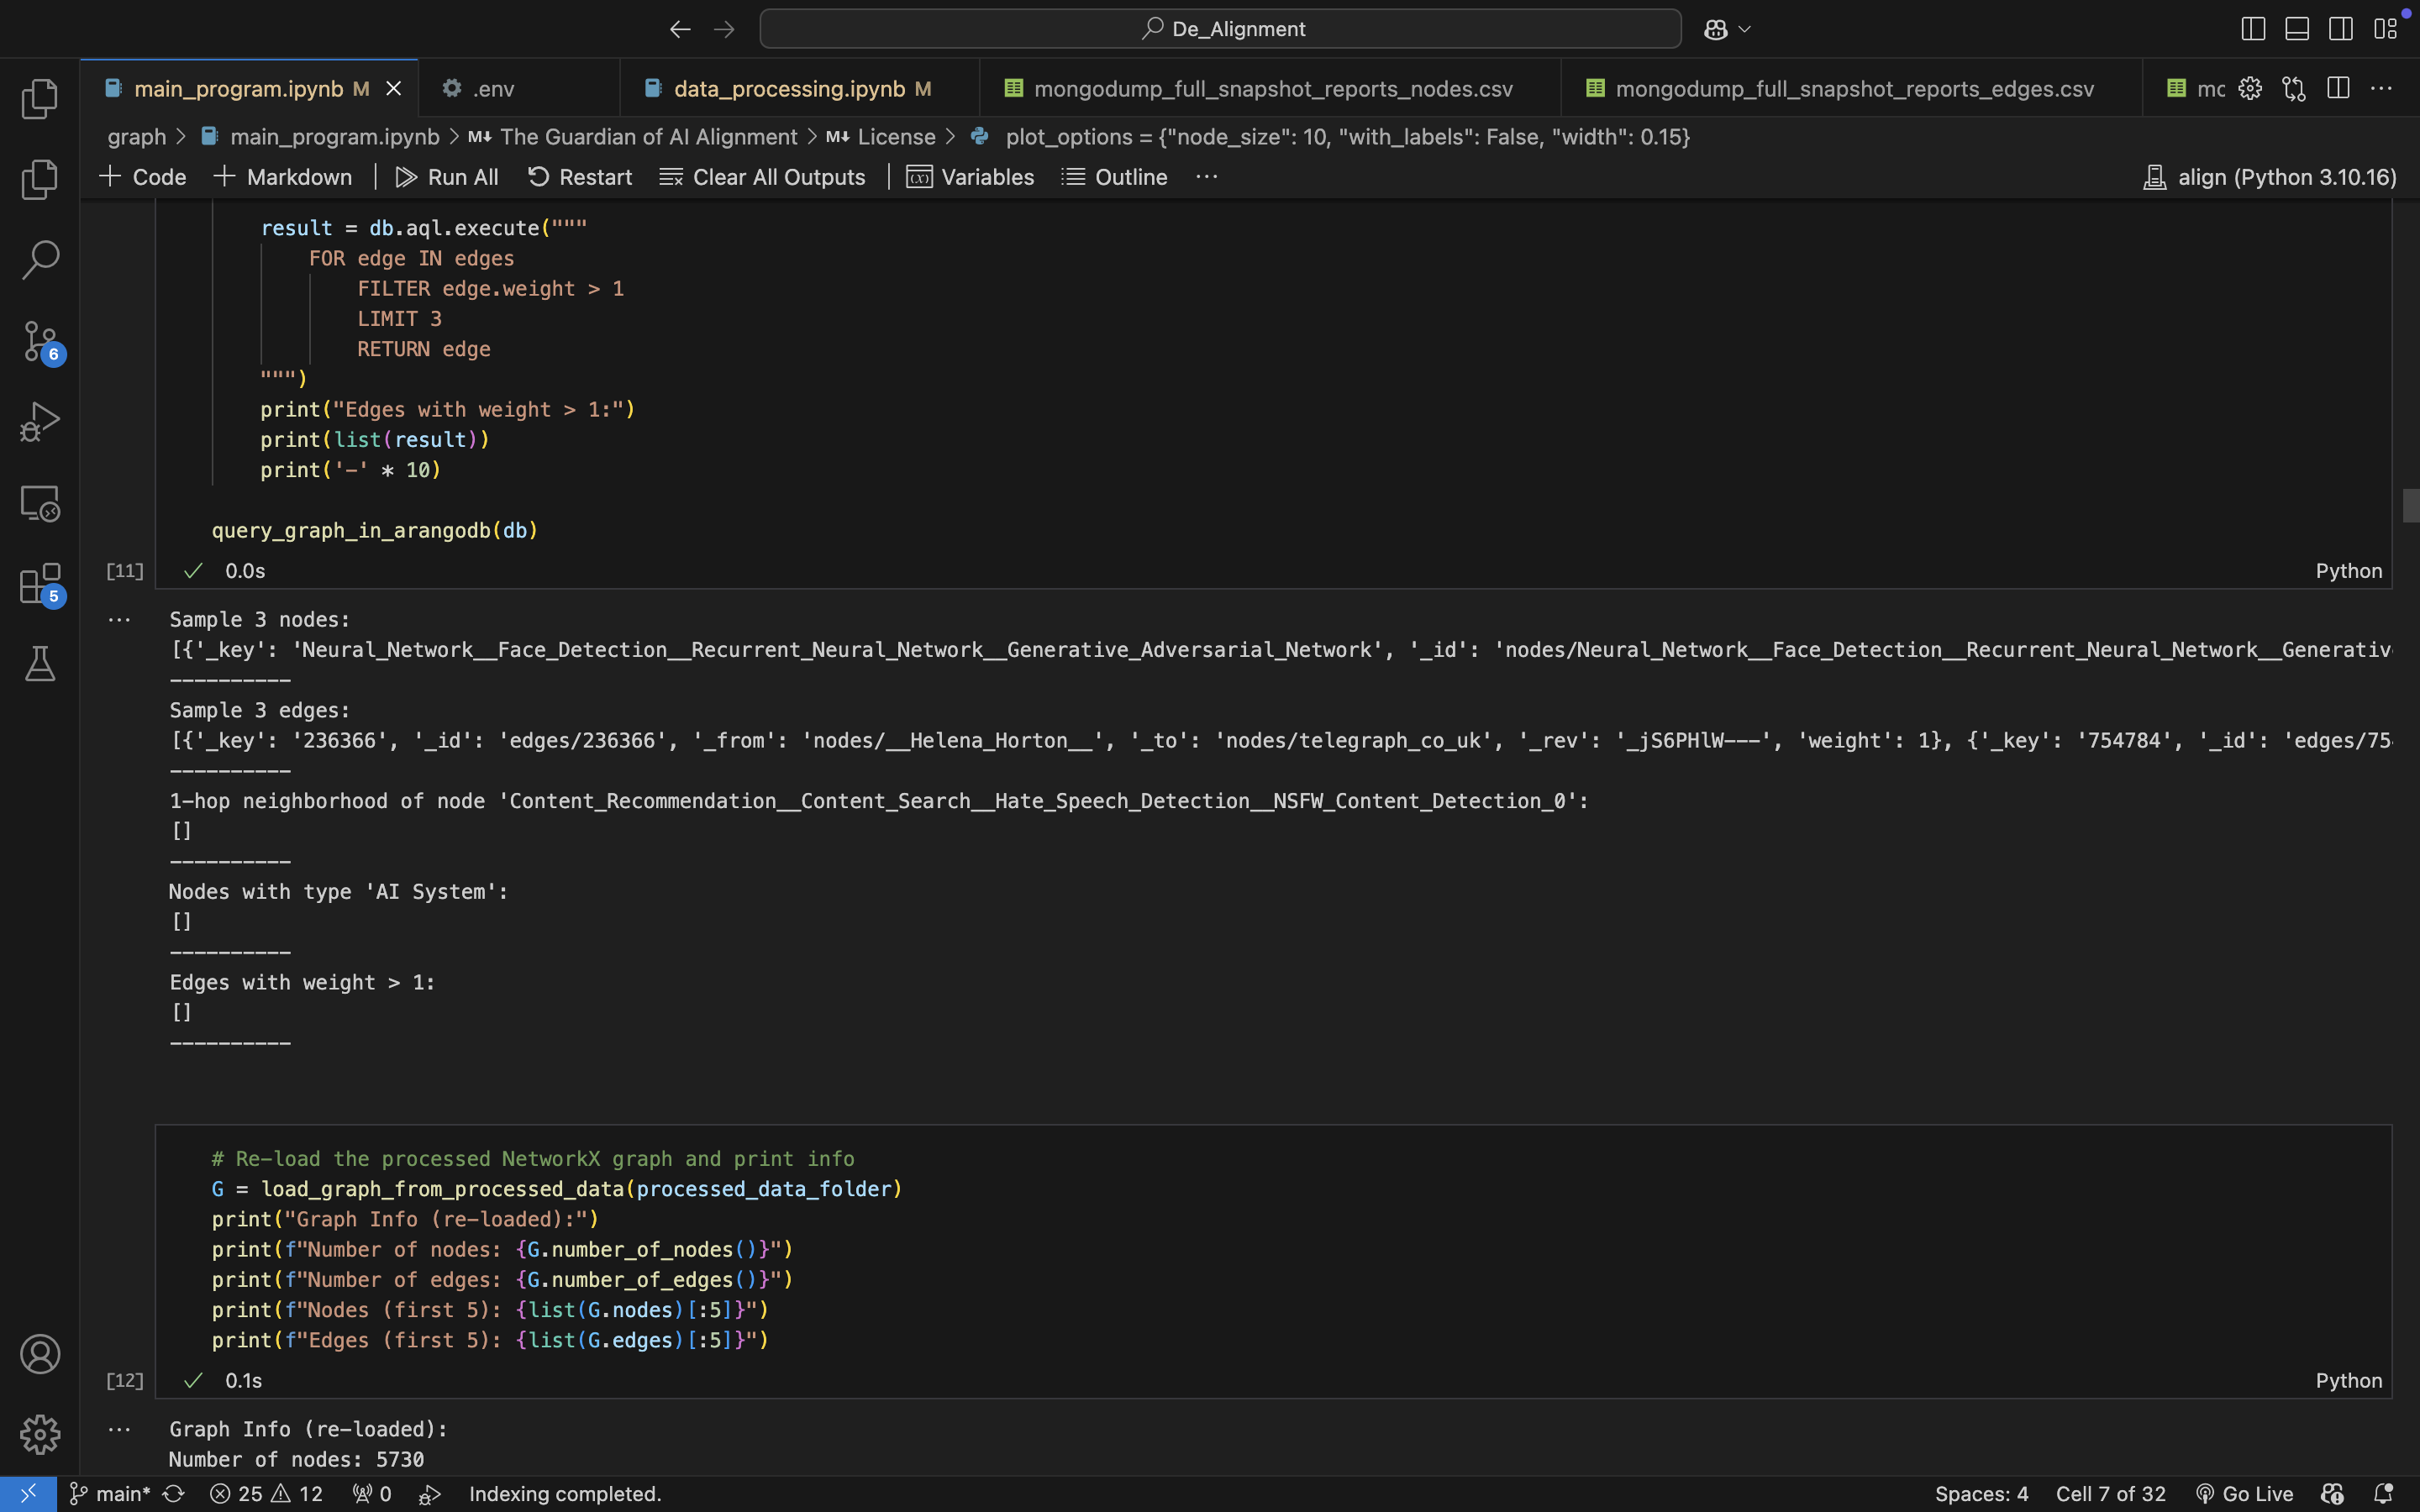 De_Alignment
main_program.ipynb M
.env
data_processing.ipynb M
mongodump_full_snapshot_reports_nodes.csv
mongodump_full_snapshot_reports_edges.csv
mc
graph > main_program.ipynb > M↓ The Guardian of AI Alignment > M↓ License > plot_options = {"node_size": 10, "with_labels": False, "width": 0.15}
+ Code + Markdown | Run All Restart Clear All Outputs | Variables Outline ··· align (Python 3.10.16)
result = db.aql.execute("""
FOR edge IN edges
FILTER edge.weight > 1
LIMIT 3
RETURN edge
""")
print("Edges with weight > 1:")
print(list(result))
print('-' * 10)
query_graph_in_arangodb(db)
[11] ✓ 0.0s Python
··· Sample 3 nodes:
[{'_key': 'Neural_Network__Face_Detection__Recurrent_Neural_Network__Generative_Adversarial_Network', '_id': 'nodes/Neural_Network__Face_Detection__Recurrent_Neural_Network__Generativ
----------
Sample 3 edges:
[{'_key': '236366', '_id': 'edges/236366', '_from': 'nodes/__Helena_Horton__', '_to': 'nodes/telegraph_co_uk', '_rev': '_jS6PHlW---', 'weight': 1}, {'_key': '754784', '_id': 'edges/75
----------
1-hop neighborhood of node 'Content_Recommendation__Content_Search__Hate_Speech_Detection__NSFW_Content_Detection_0':
[]
----------
Nodes with type 'AI System':
[]
----------
Edges with weight > 1:
[]
----------
# Re-load the processed NetworkX graph and print info
G = load_graph_from_processed_data(processed_data_folder)
print("Graph Info (re-loaded):")
print(f"Number of nodes: {G.number_of_nodes()}")
print(f"Number of edges: {G.number_of_edges()}")
print(f"Nodes (first 5): {list(G.nodes)[:5]}")
print(f"Edges (first 5): {list(G.edges)[:5]}")
[12] ✓ 0.1s Python
··· Graph Info (re-loaded):
Number of nodes: 5730
6
5
main* 25 12 0 Indexing completed. Spaces: 4 Cell 7 of 32 Go Live